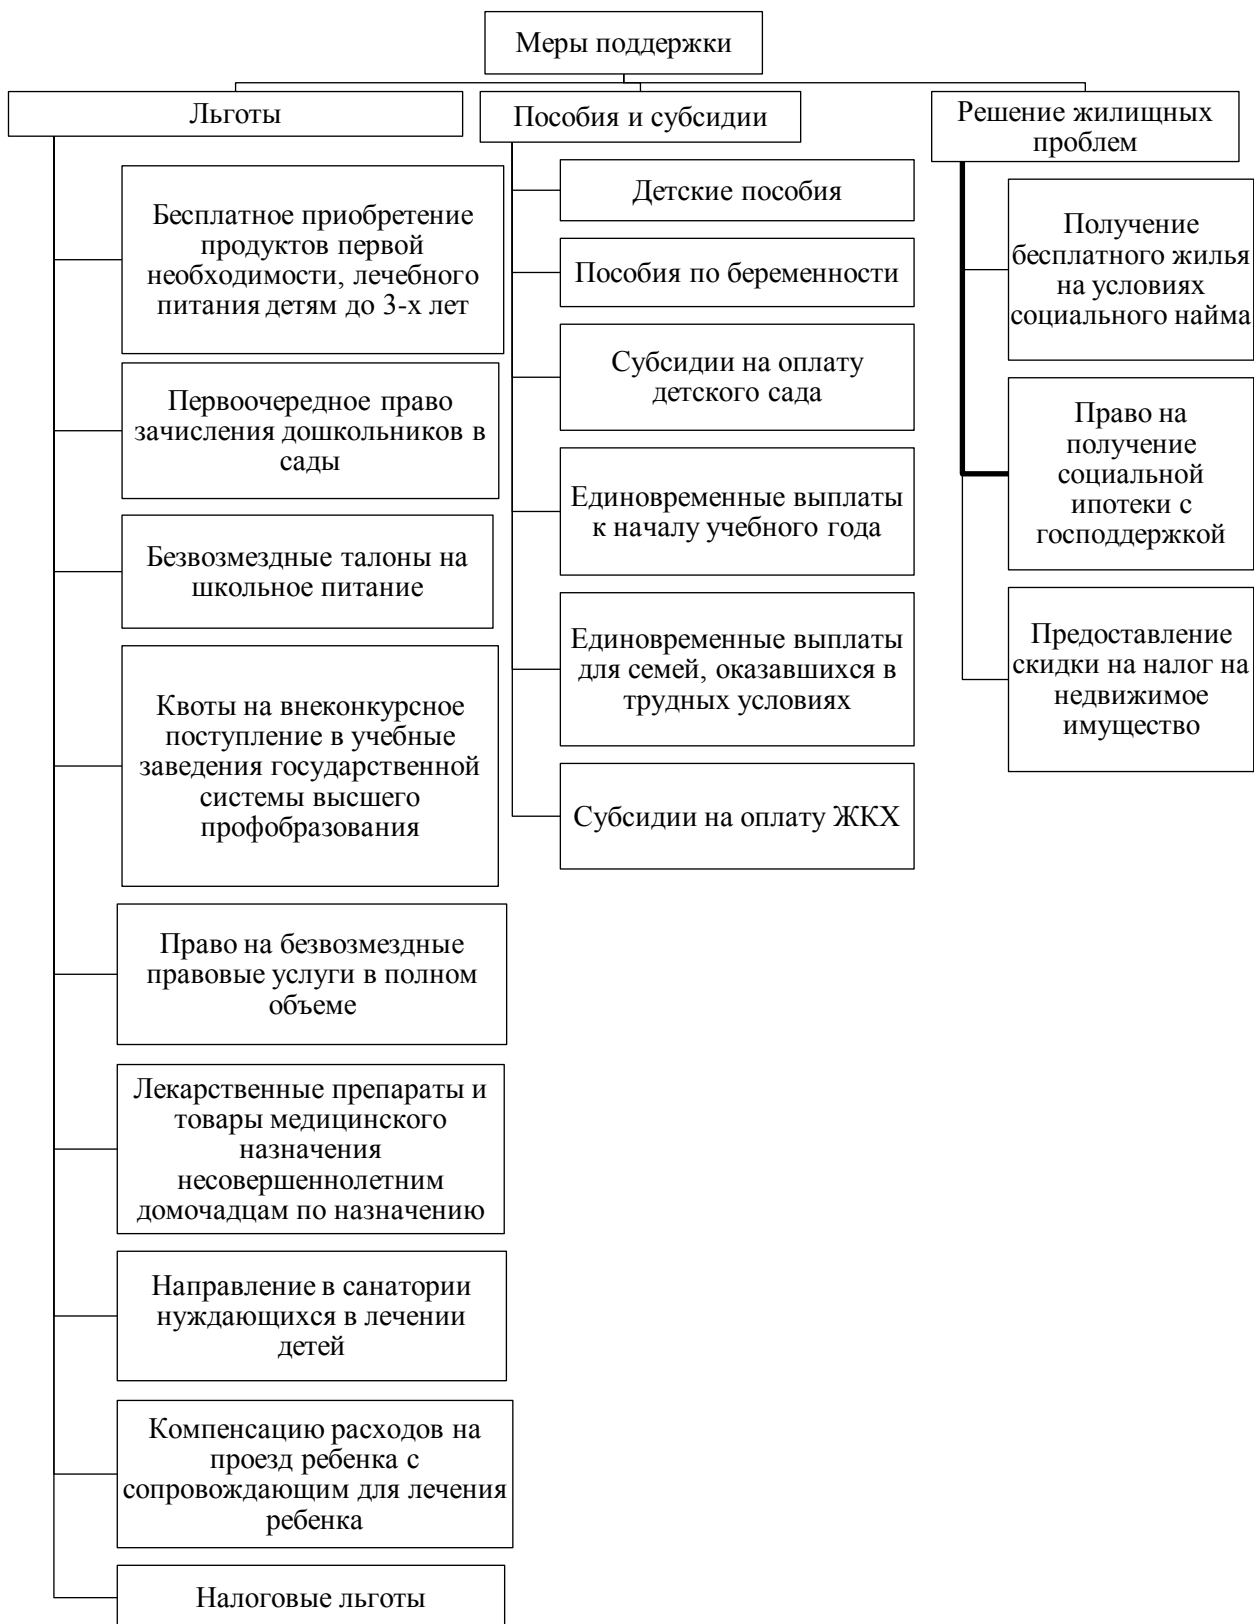 Меры поддержки
Льготы
Бесплатное приобретение
продуктов первой
необходимости, лечебного
питания детям до 3-х лет
Первоочередное право
зачисления дошкольников в
сады
Безвозмездные талоны на
школьное питание
Квоты на внеконкурсное
поступление в учебные
заведения государственной
системы высшего
профобразования
Право на безвозмездные
правовые услуги в полном
объеме
Лекарственные препараты и
товары медицинского
назначения
несовершеннолетним
домочадцам по назначению
Направление в санатории
нуждающихся в лечении
детей
Компенсацию расходов на
проезд ребенка с
сопровождающим для лечения
ребенка
Налоговые льготы
Пособия и субсидии
Детские пособия
Пособия по беременности
Субсидии на оплату
детского сада
Единовременные выплаты
к началу учебного года
Единовременные выплаты
для семей, оказавшихся в
трудных условиях
Субсидии на оплату ЖКХ
Решение жилищных
проблем
Получение
бесплатного жилья
на условиях
социального найма
Право на
получение
социальной
ипотеки с
господдержкой
Предоставление
скидки на налог на
недвижимое
имущество